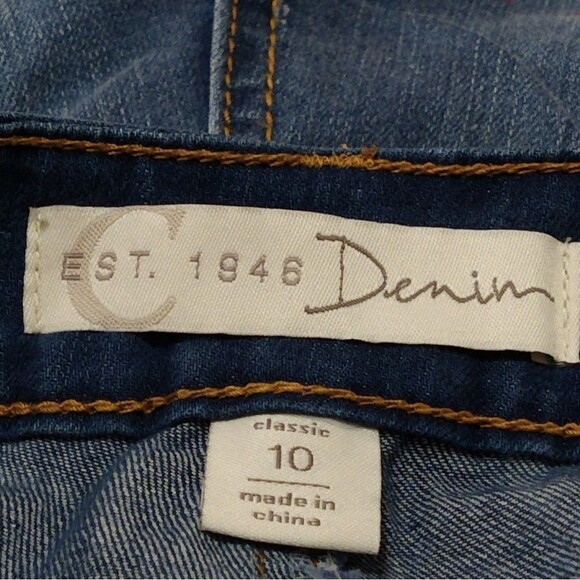 C
EST. 1946 Denim
classic
10
made in
china